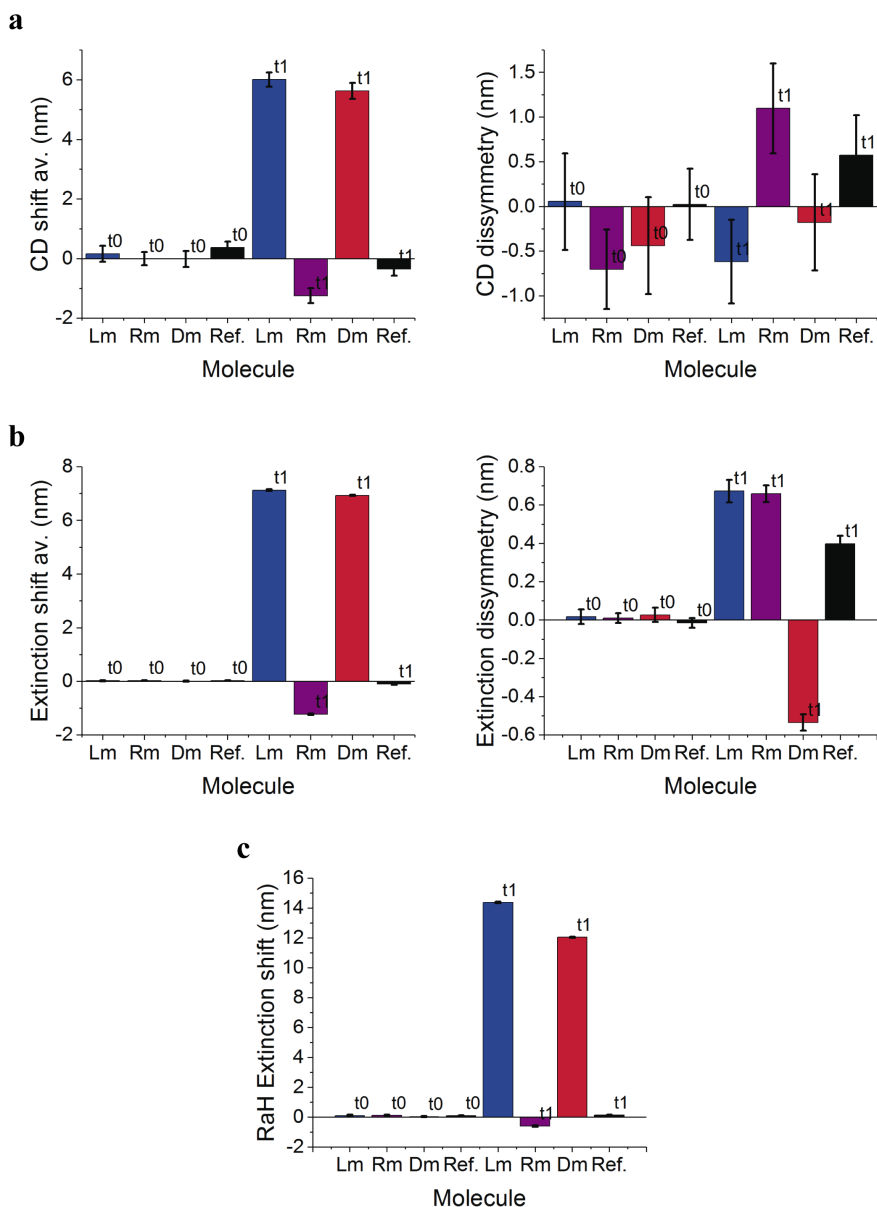 a
CD shift av. (nm)
6
4
2
0
-2
t0
t0
t0
t0
t1
t1
t1
t1
Lm Rm Dm Ref. Lm Rm Dm Ref.
Molecule
CD dissymmetry (nm)
1.5
1.0
0.5
0.0
-0.5
-1.0
t0
t0
t0
t0
t1
t1
t1
t1
Lm Rm Dm Ref. Lm Rm Dm Ref.
Molecule
b
Extinction shift av. (nm)
8
6
4
2
0
-2
t0
t0
t0
t0
t1
t1
t1
t1
Lm Rm Dm Ref. Lm Rm Dm Ref.
Molecule
Extinction dissymmetry (nm)
0.8
0.6
0.4
0.2
0.0
-0.2
-0.4
-0.6
t0
t0
t0
t0
t1
t1
t1
t1
Lm Rm Dm Ref. Lm Rm Dm Ref.
Molecule
c
RaH Extinction shift (nm)
16
14
12
10
8
6
4
2
0
-2
t0
t0
t0
t0
t1
t1
t1
t1
Lm Rm Dm Ref. Lm Rm Dm Ref.
Molecule